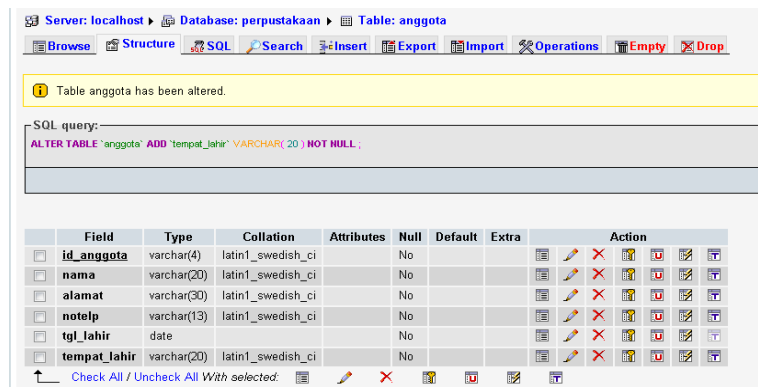 Server: localhost ▸ Database: perpustakaan ▸ Table: anggota
Browse Structure SQL Search Insert Export Import Operations Empty Drop
Table anggota has been altered.
SQL query:
ALTER TABLE `anggota` ADD `tempat_lahir` VARCHAR( 20 ) NOT NULL ;
Field Type Collation Attributes Null Default Extra Action
id_anggota varchar(4) latin1_swedish_ci No
nama varchar(20) latin1_swedish_ci No
alamat varchar(30) latin1_swedish_ci No
notelp varchar(13) latin1_swedish_ci No
tgl_lahir date No
tempat_lahir varchar(20) latin1_swedish_ci No
Check All / Uncheck All With selected: